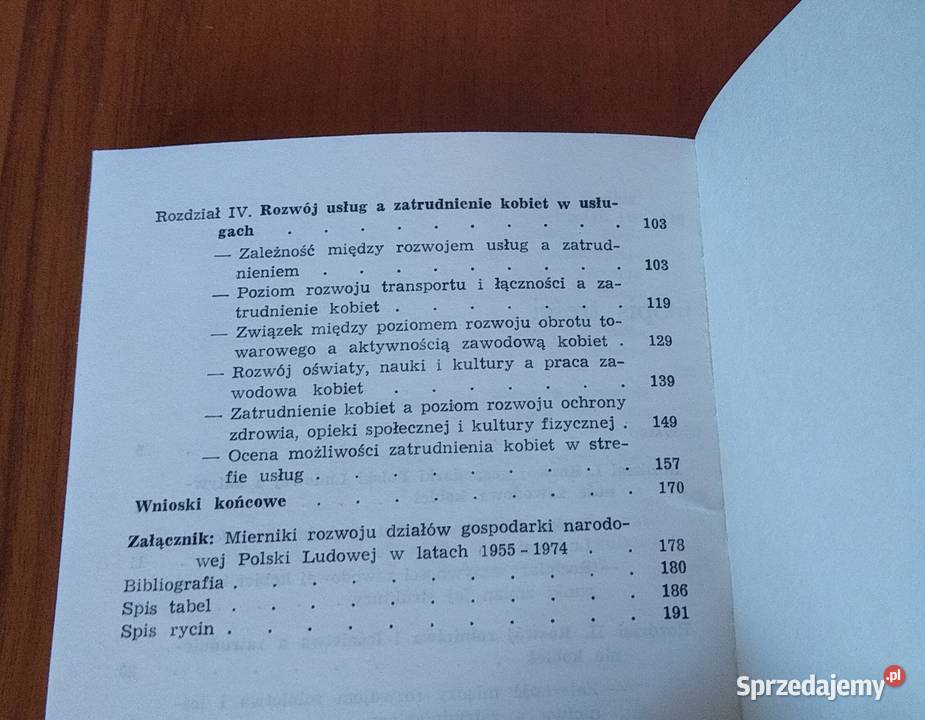 Rozdział IV. Rozwój usług a zatrudnienie kobiet w usłu-
gach . . . . . . . . . . 103
— Zależność między rozwojem usług a zatrud-
nieniem . . . . . . . . . 103
— Poziom rozwoju transportu i łączności a za-
trudnienie kobiet . . . . . . . 119
— Związek między poziomem rozwoju obrotu to-
warowego a aktywnością zawodową kobiet . 129
— Rozwój oświaty, nauki i kultury a praca za-
wodowa kobiet . . . . . . . 139
— Zatrudnienie kobiet a poziom rozwoju ochrony
zdrowia, opieki społecznej i kultury fizycznej . 149
— Ocena możliwości zatrudnienia kobiet w stre-
fie usług . . . . . . . . . 157
Wnioski końcowe . . . . . . . . . 170
Załącznik: Mierniki rozwoju działów gospodarki narodo-
wej Polski Ludowej w latach 1955-1974 . . 178
Bibliografia . . . . . . . . . . . 180
Spis tabel . . . . . . . . . . . 186
Spis rycin . . . . . . . . . . . 191
Sprzedajemy.pl